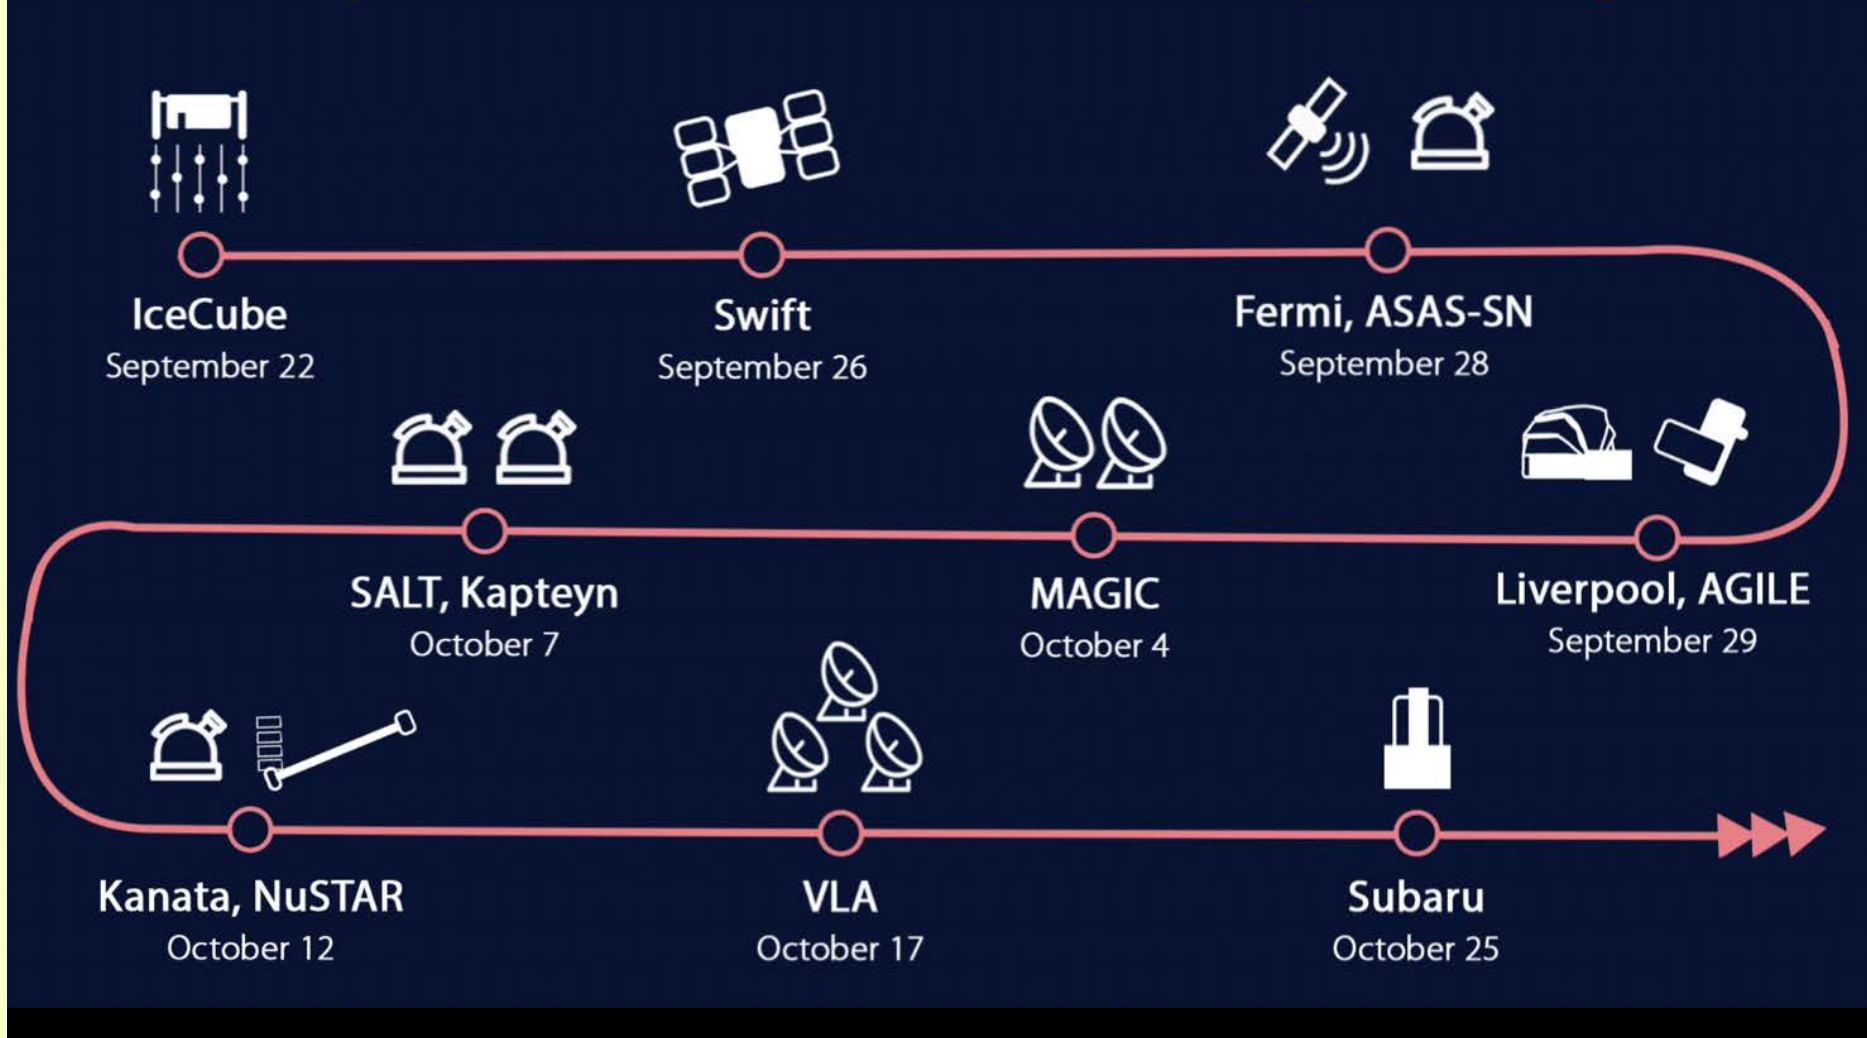 IceCube
September 22
Swift
September 26
Fermi, ASAS-SN
September 28
Liverpool, AGILE
September 29
MAGIC
October 4
SALT, Kapteyn
October 7
Kanata, NuSTAR
October 12
VLA
October 17
Subaru
October 25